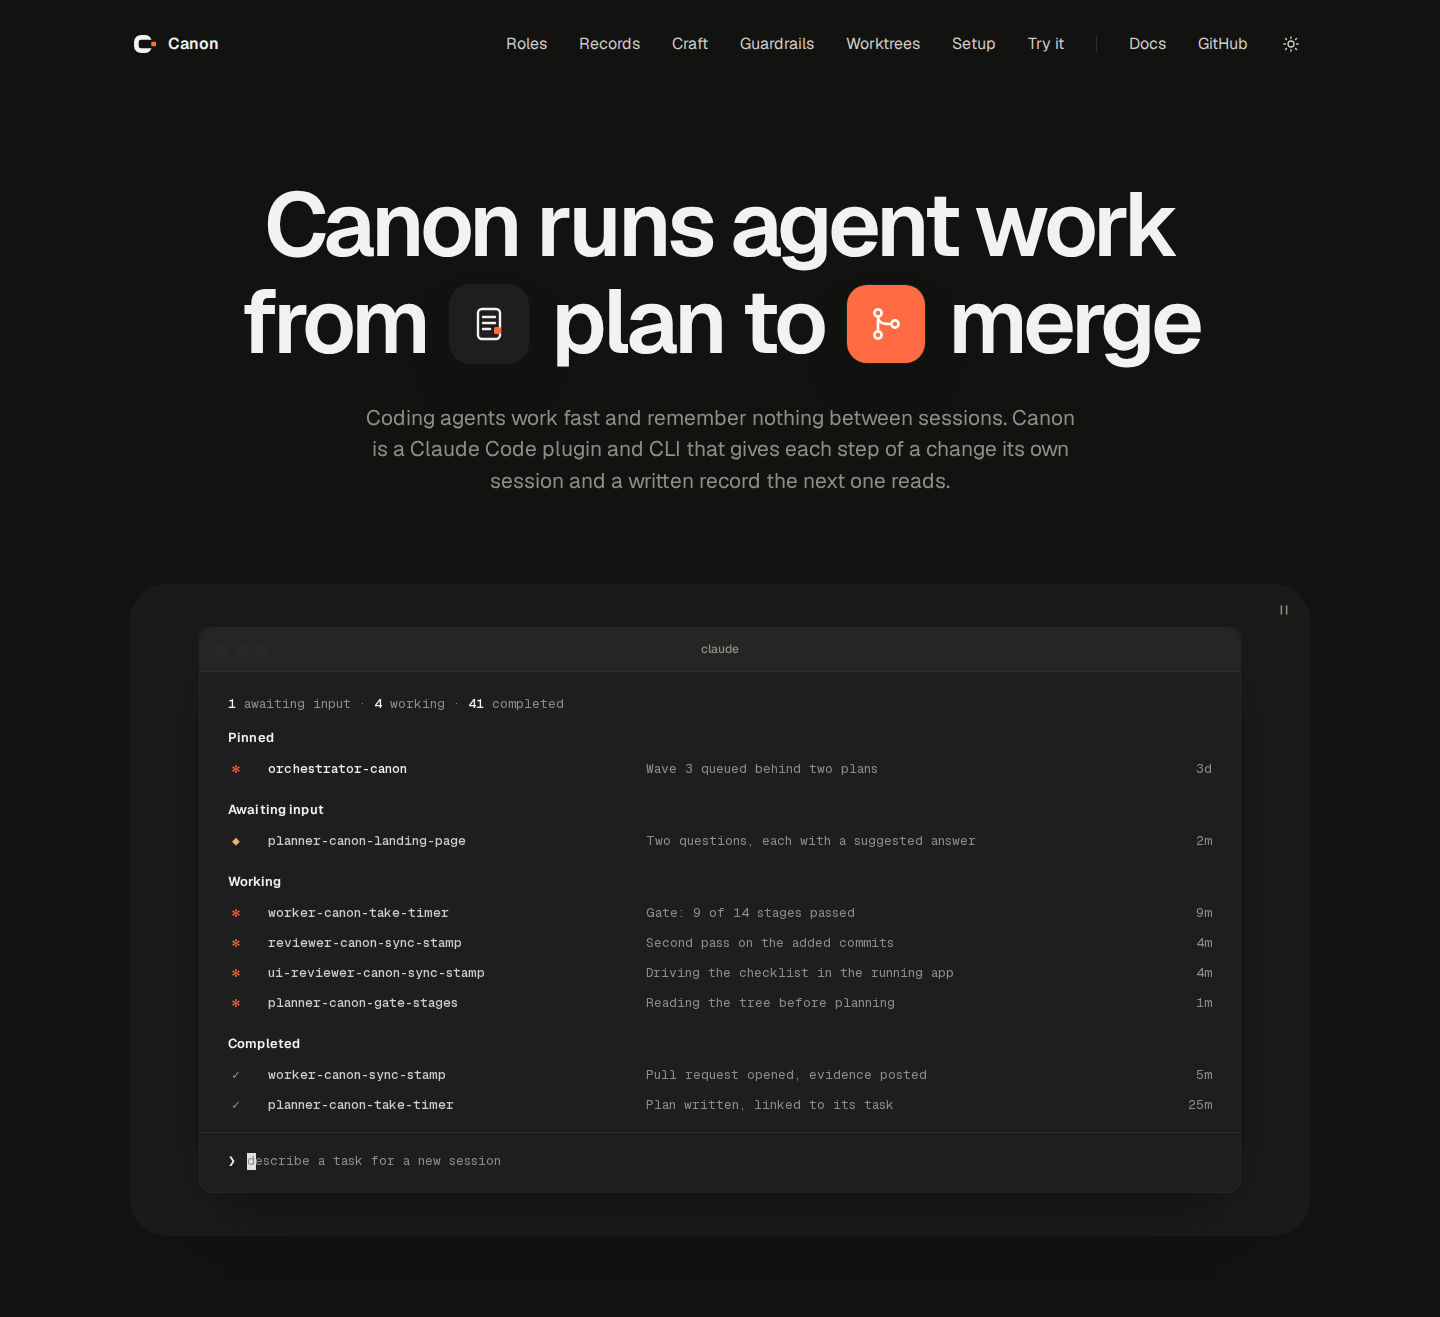 Canon
Roles
Records
Craft
Guardrails
Worktrees
Setup
Try it
Docs
GitHub
Canon runs agent work
from plan to merge
Coding agents work fast and remember nothing between sessions. Canon
is a Claude Code plugin and CLI that gives each step of a change its own
session and a written record the next one reads.
claude
1 awaiting input · 4 working · 41 completed
Pinned
✻ orchestrator-canon Wave 3 queued behind two plans 3d
Awaiting input
◆ planner-canon-landing-page Two questions, each with a suggested answer 2m
Working
✻ worker-canon-take-timer Gate: 9 of 14 stages passed 9m
✻ reviewer-canon-sync-stamp Second pass on the added commits 4m
✻ ui-reviewer-canon-sync-stamp Driving the checklist in the running app 4m
✻ planner-canon-gate-stages Reading the tree before planning 1m
Completed
✓ worker-canon-sync-stamp Pull request opened, evidence posted 5m
✓ planner-canon-take-timer Plan written, linked to its task 25m
❯ describe a task for a new session